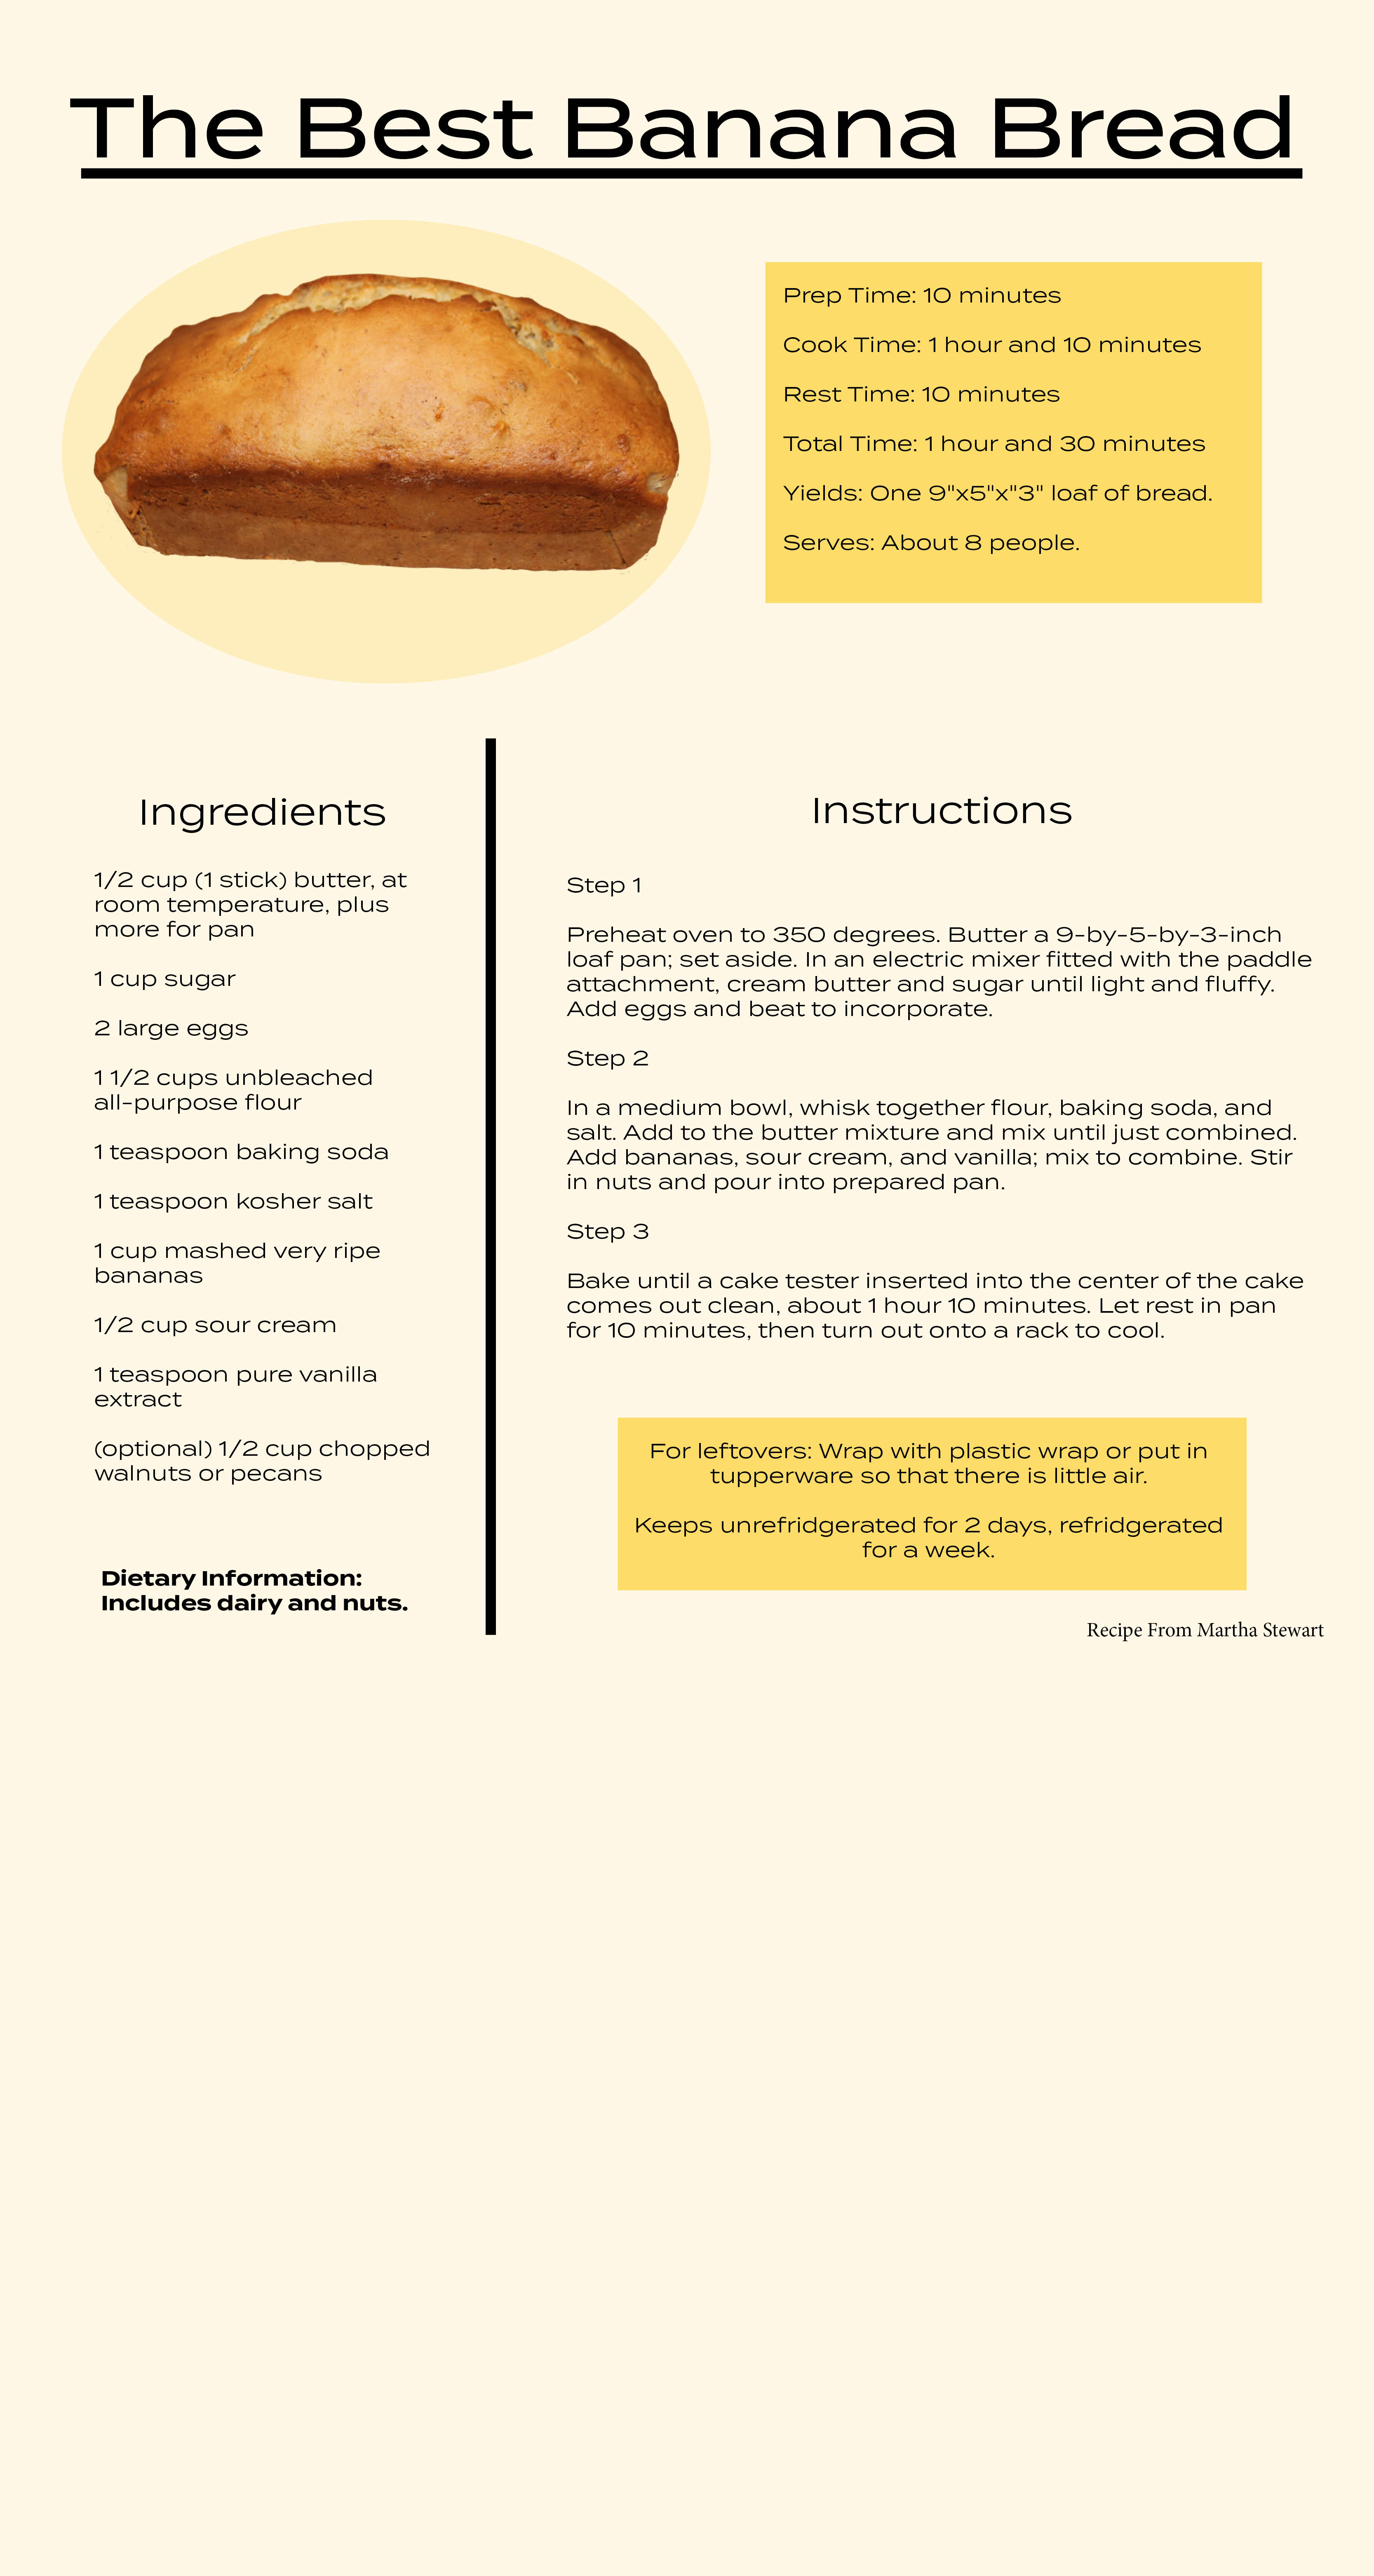 The Best Banana Bread
Prep Time: 10 minutes
Cook Time: 1 hour and 10 minutes
Rest Time: 10 minutes
Total Time: 1 hour and 30 minutes
Yields: One 9"x5"x"3" loaf of bread.
Serves: About 8 people.
Ingredients
1/2 cup (1 stick) butter, at
room temperature, plus
more for pan
1 cup sugar
2 large eggs
1 1/2 cups unbleached
all-purpose flour
1 teaspoon baking soda
1 teaspoon kosher salt
1 cup mashed very ripe
bananas
1/2 cup sour cream
1 teaspoon pure vanilla
extract
(optional) 1/2 cup chopped
walnuts or pecans
Dietary Information:
Includes dairy and nuts.
Instructions
Step 1
Preheat oven to 350 degrees. Butter a 9-by-5-by-3-inch
loaf pan; set aside. In an electric mixer fitted with the paddle
attachment, cream butter and sugar until light and fluffy.
Add eggs and beat to incorporate.
Step 2
In a medium bowl, whisk together flour, baking soda, and
salt. Add to the butter mixture and mix until just combined.
Add bananas, sour cream, and vanilla; mix to combine. Stir
in nuts and pour into prepared pan.
Step 3
Bake until a cake tester inserted into the center of the cake
comes out clean, about 1 hour 10 minutes. Let rest in pan
for 10 minutes, then turn out onto a rack to cool.
For leftovers: Wrap with plastic wrap or put in
tupperware so that there is little air.
Keeps unrefridgerated for 2 days, refridgerated
for a week.
Recipe From Martha Stewart